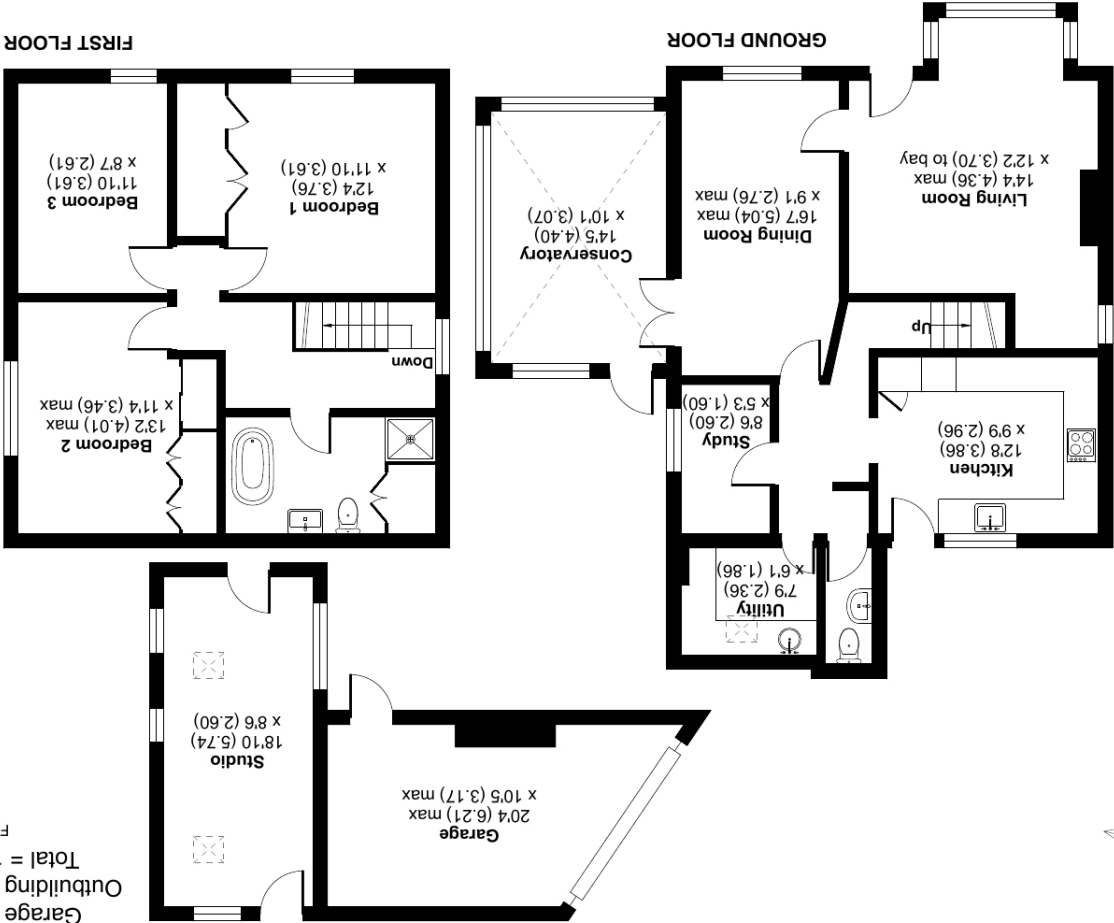 Garage
Outbuilding
Total =
Garage
20'4 (6.21) max
x 10'5 (3.17) max
Studio
18'10 (5.74)
x 8'6 (2.60)
Utility
7'9 (2.36)
x 6'1 (1.86)
Kitchen
12'8 (3.86)
x 9'9 (2.96)
Study
8'6 (2.60)
x 5'3 (1.60)
Up
Living Room
14'4 (4.36) max
x 12'2 (3.70) to bay
Dining Room
16'7 (5.04) max
x 9'1 (2.76) max
Conservatory
14'5 (4.40)
x 10'1 (3.07)
GROUND FLOOR
Bedroom 2
13'2 (4.01) max
x 11'4 (3.46) max
Down
Bedroom 1
12'4 (3.76)
x 11'10 (3.61)
Bedroom 3
11'10 (3.61)
x 8'7 (2.61)
FIRST FLOOR